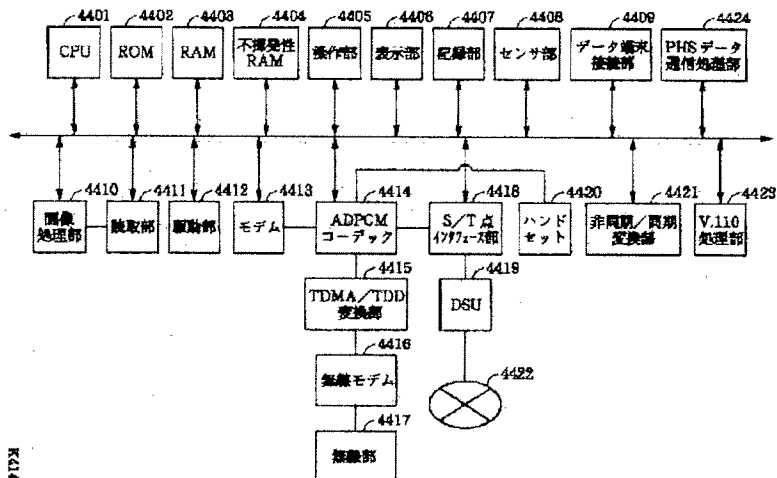 4401
4402
4403
4404
4405
4406
4407
4408
4409
4424
CPU
ROM
RAM
不揮発性
RAM
操作部
表示部
記録部
センサ部
データ端末
接続部
PHSデータ
通信処理部
4410
4411
4412
4413
4414
4418
4420
4421
4423
画像
処理部
読取部
駆動部
モデム
ADPCM
コーデック
S/T点
インタフェース部
ハンド
セット
非同期/同期
変換部
V.110
処理部
4415
4419
TDMA/TDD
変換部
DSU
4416
無線モデム
4422
4417
無線部
K414